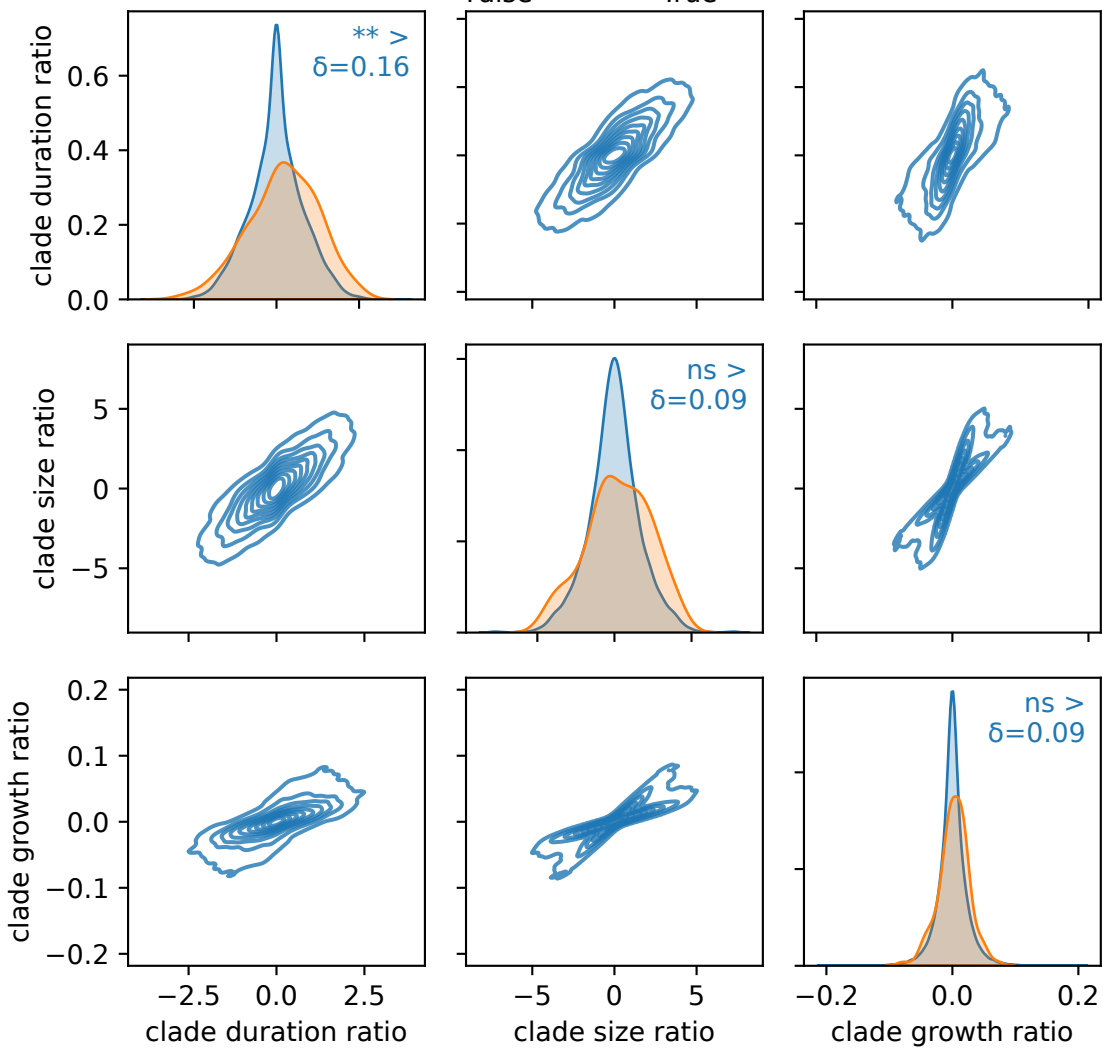 clade duration ratio
0.6
0.4
0.2
0.0
** >
δ=0.16
clade size ratio
5
0
−5
ns >
δ=0.09
clade growth ratio
0.2
0.1
0.0
−0.1
−0.2
ns >
δ=0.09
−2.5 0.0 2.5
−5 0 5
−0.2 0.0 0.2
clade duration ratio
clade size ratio
clade growth ratio